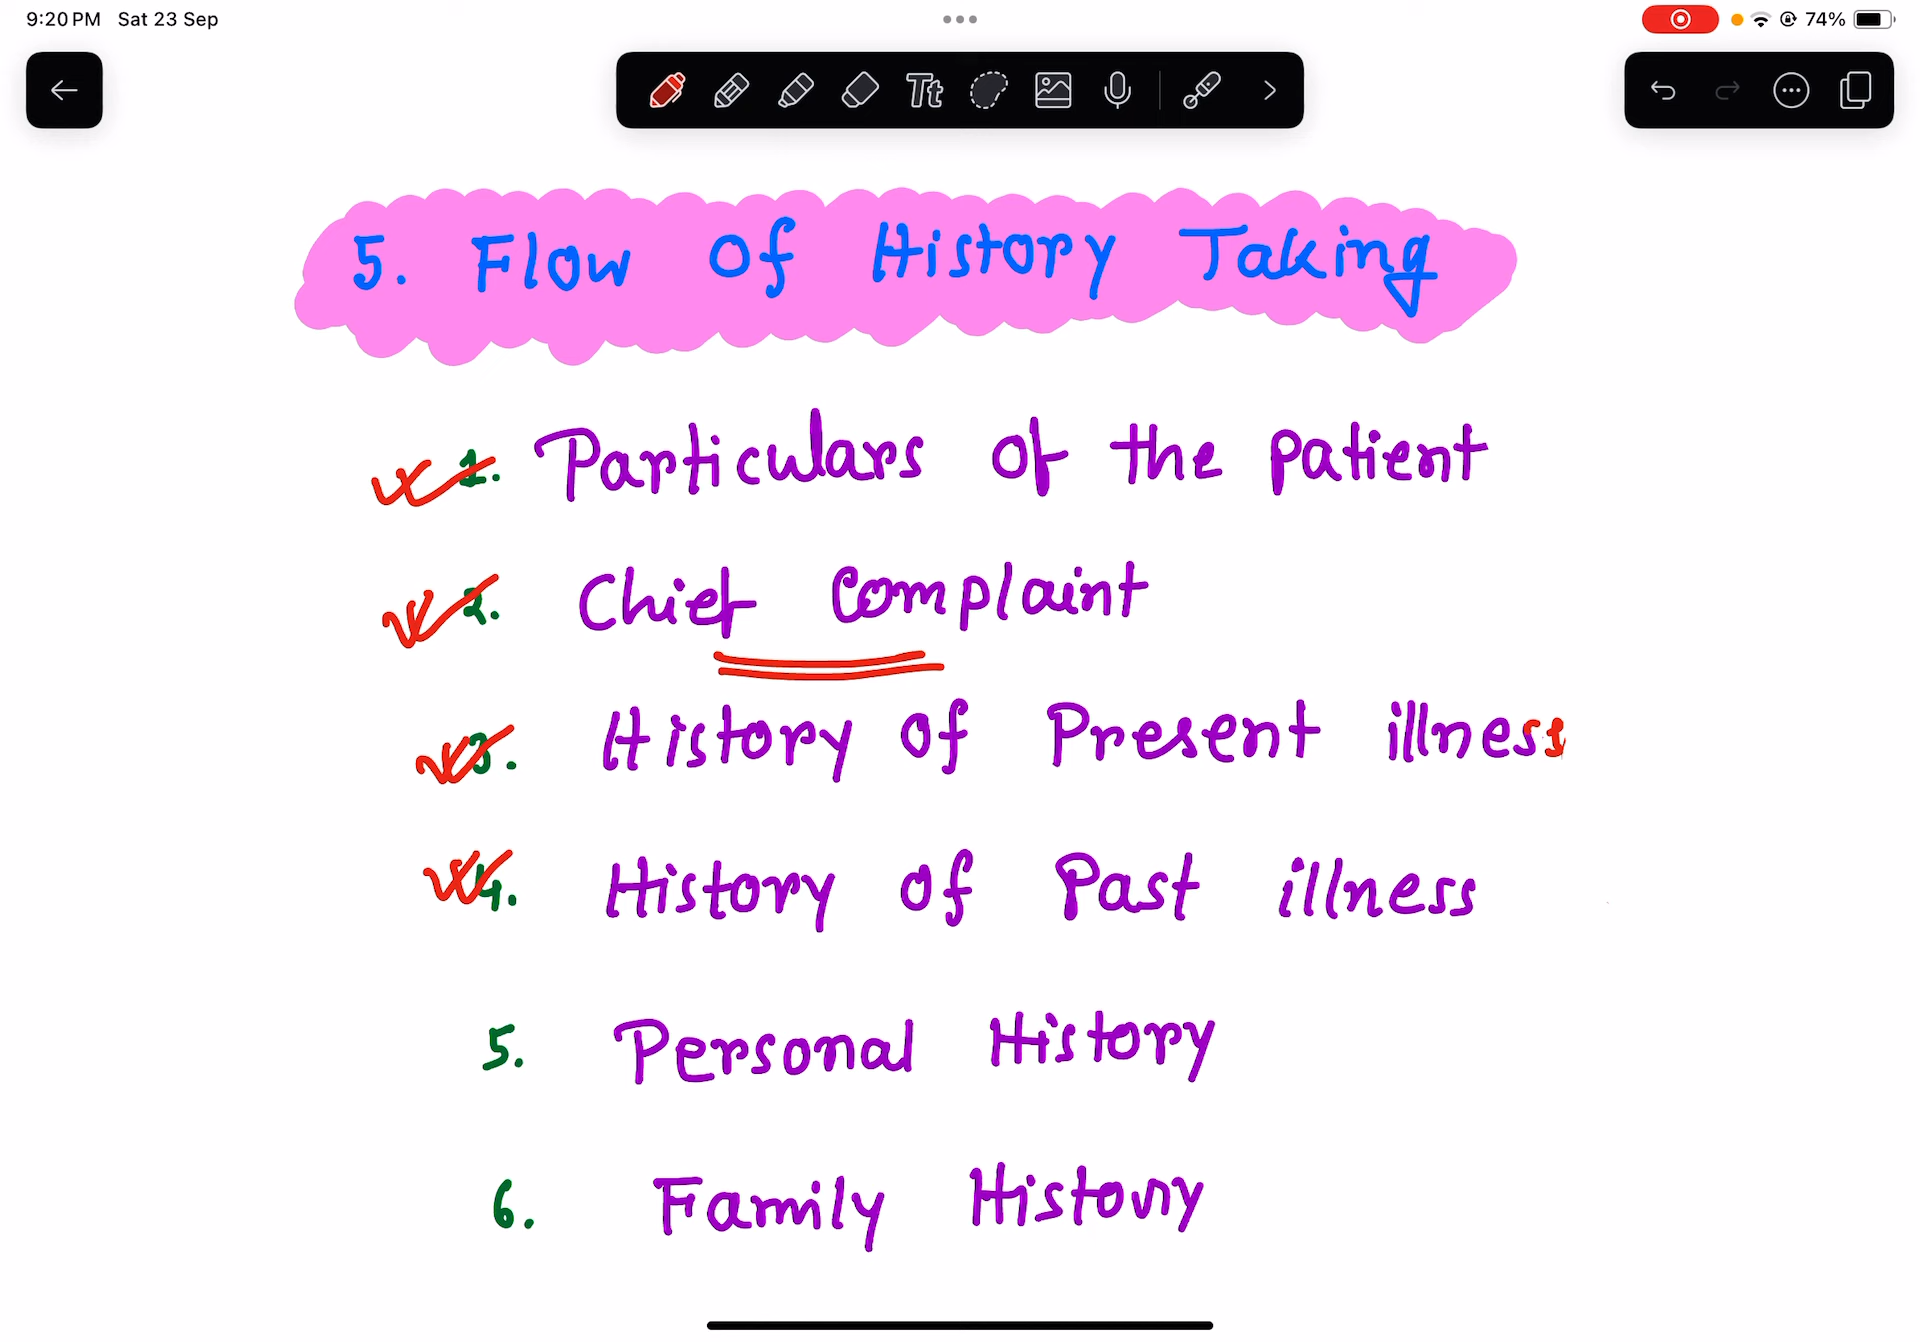 9:20 PM Sat 23 Sep
74%
Tt
5. Flow of History Taking
1. Particulars of the patient
2. Chief Complaint
3. History of Present illness
4. History of Past illness
5. Personal History
6. Family History